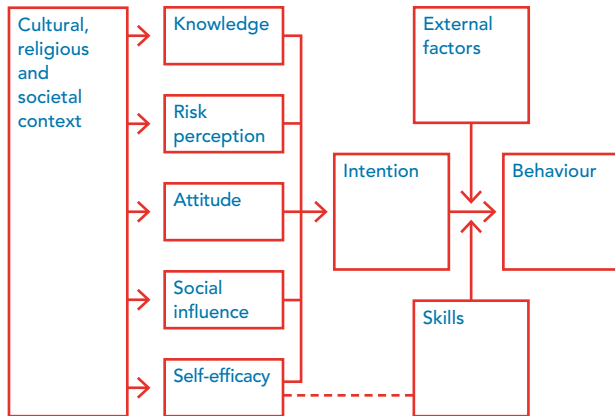 Cultural,
religious
and
societal
context
Knowledge
Risk
perception
Attitude
Social
influence
Self-efficacy
Intention
External
factors
Behaviour
Skills